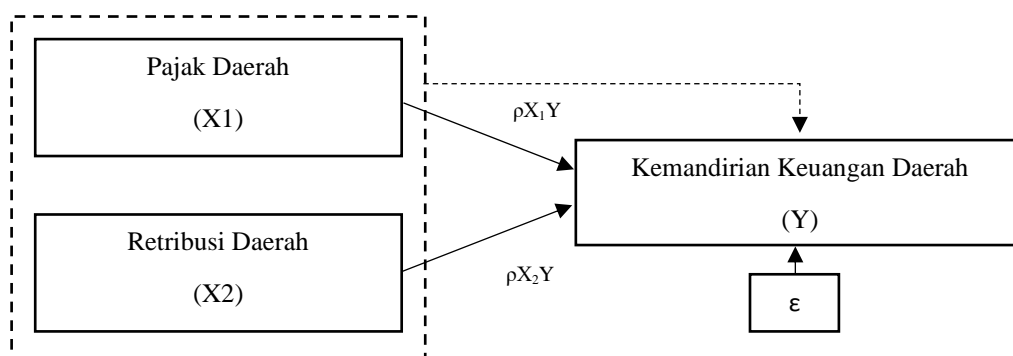 Pajak Daerah
(X1)
ρX₁Y
Kemandirian Keuangan Daerah
(Y)
Retribusi Daerah
(X2)
ρX₂Y
ε